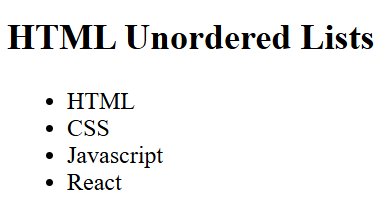 HTML Unordered Lists
• HTML
• CSS
• Javascript
• React